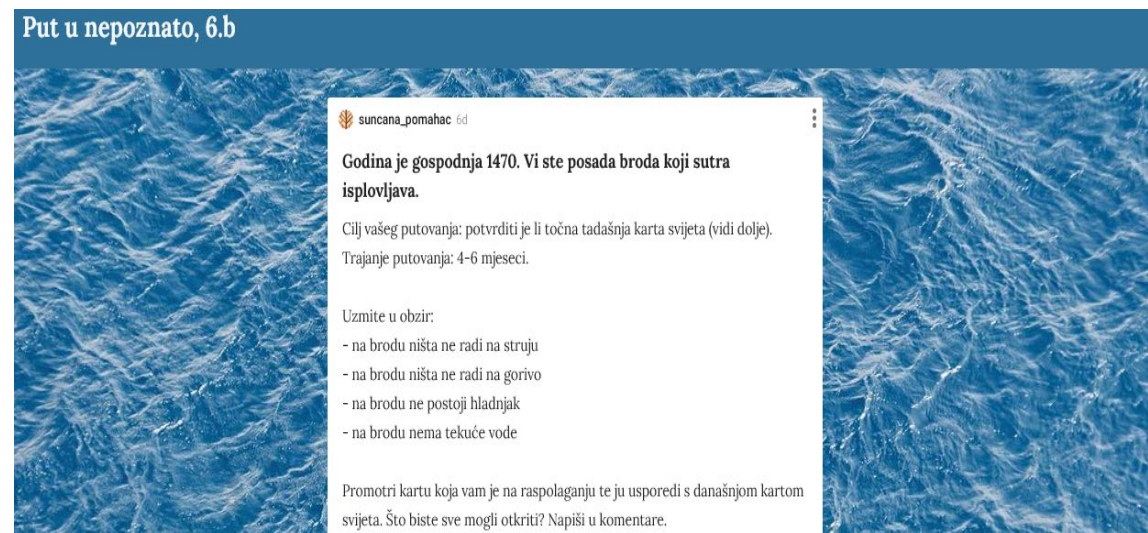 Put u nepoznato, 6.b
suncana_pomahac 6d
Godina je gospodnja 1470. Vi ste posada broda koji sutra
isplovljava.
Cilj vašeg putovanja: potvrditi je li točna tadašnja karta svijeta (vidi dolje).
Trajanje putovanja: 4-6 mjeseci.
Uzmite u obzir:
- na brodu ništa ne radi na struju
- na brodu ništa ne radi na gorivo
- na brodu ne postoji hladnjak
- na brodu nema tekuće vode
Promotri kartu koja vam je na raspolaganju te ju usporedi s današnjom kartom
svijeta. Što biste sve mogli otkriti? Napiši u komentare.